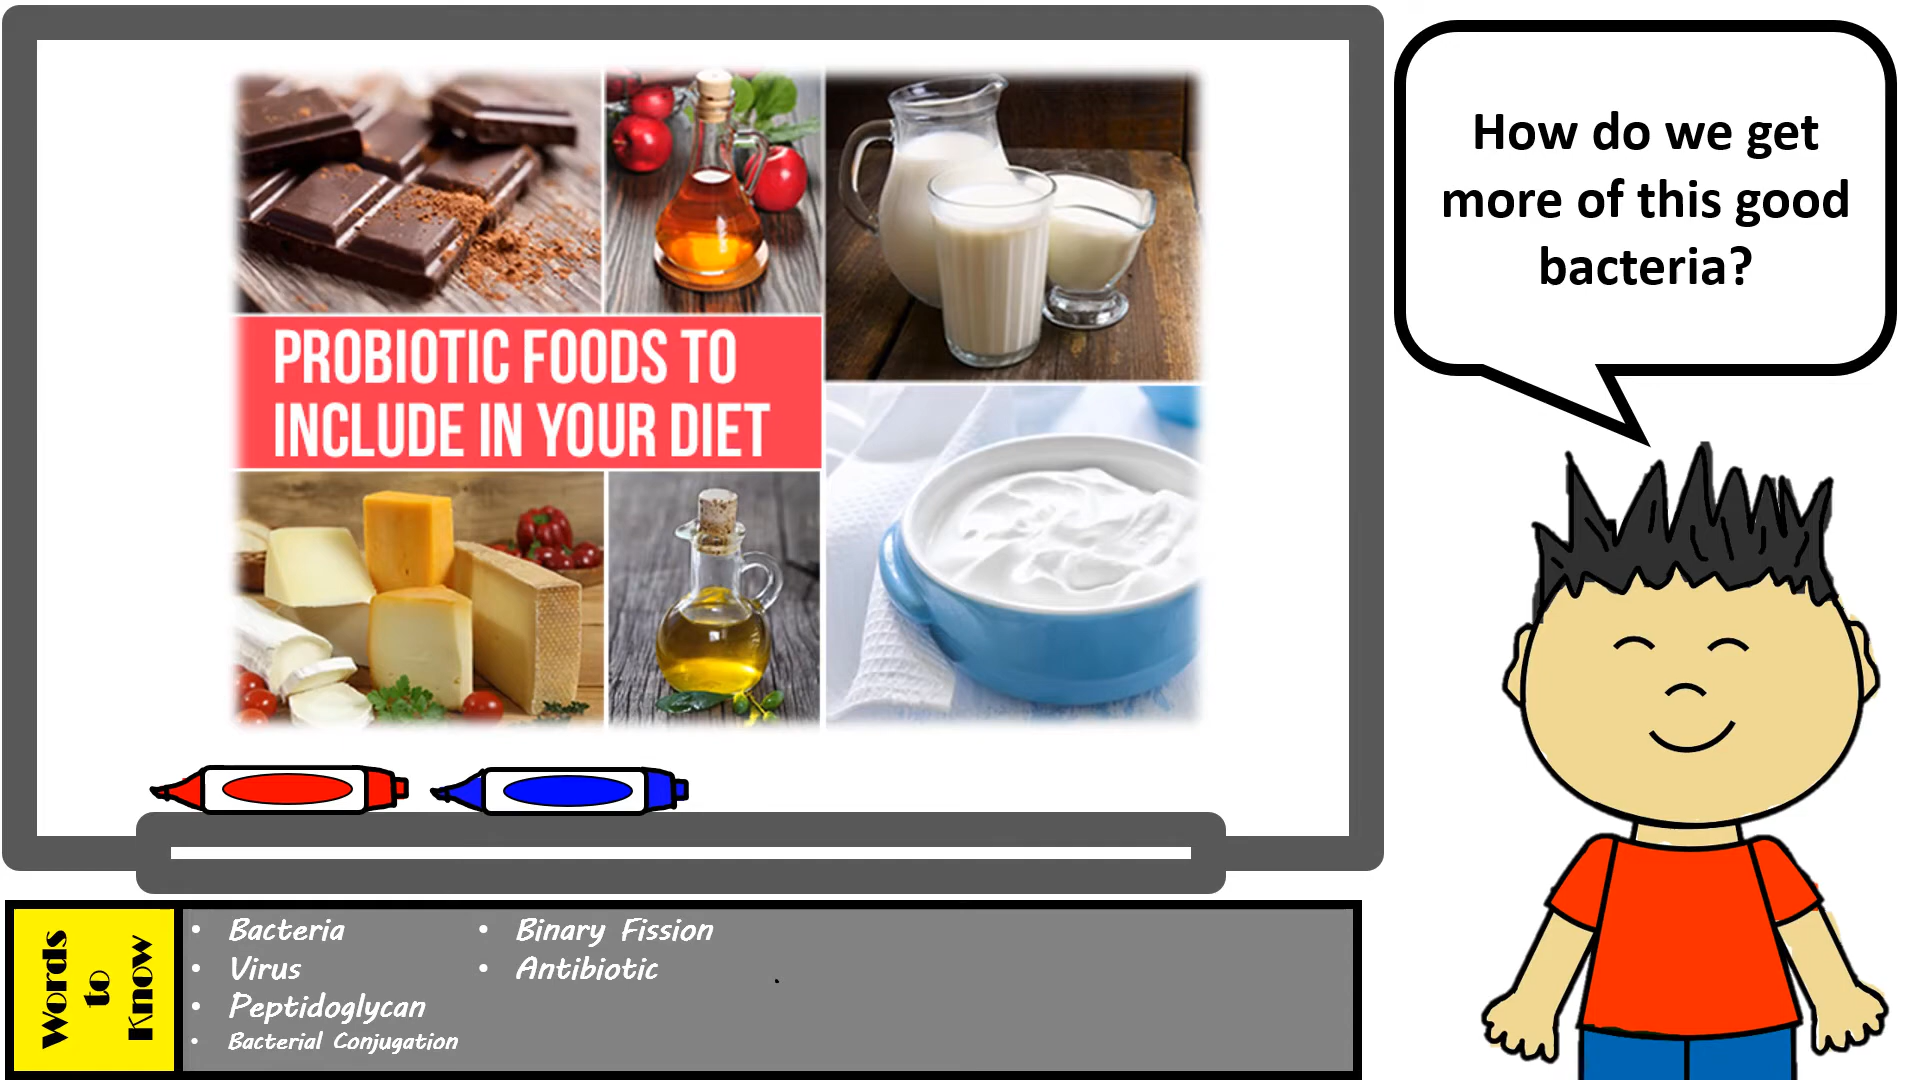 PROBIOTIC FOODS TO
INCLUDE IN YOUR DIET
How do we get
more of this good
bacteria?
Words
to
Know
• Bacteria
• Virus
• Peptidoglycan
• Bacterial Conjugation
• Binary Fission
• Antibiotic